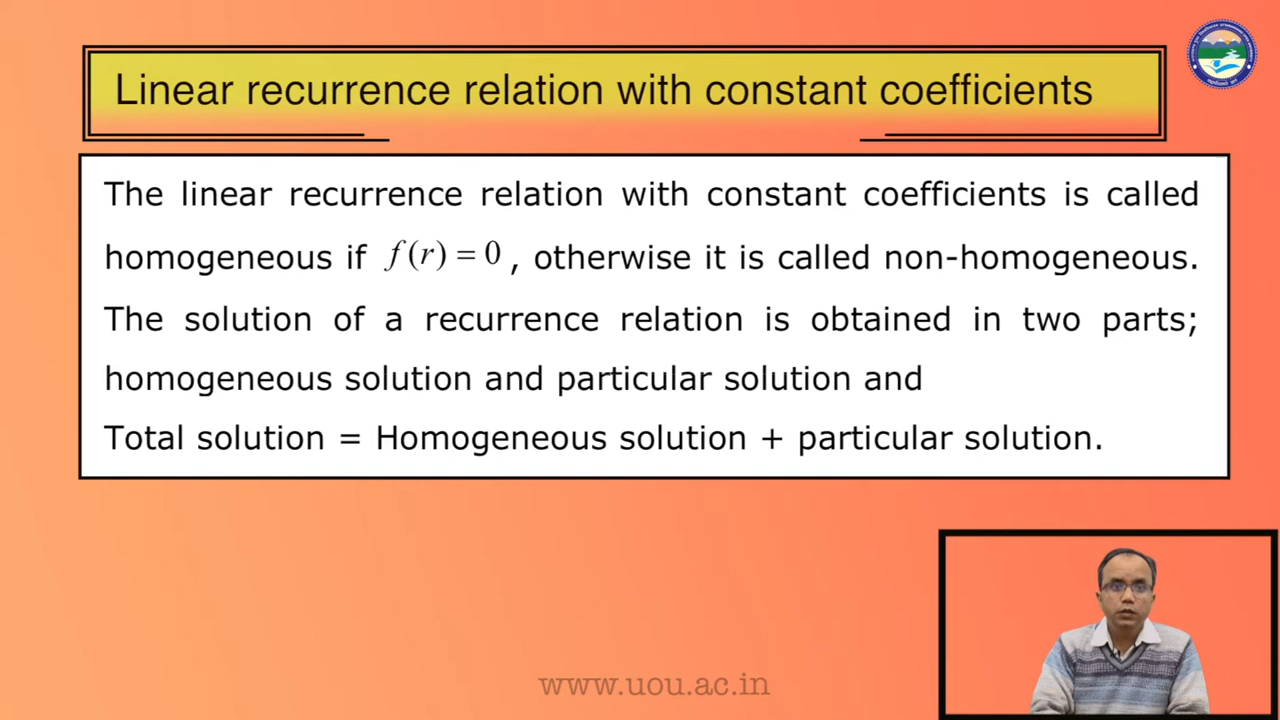 Linear recurrence relation with constant coefficients
The linear recurrence relation with constant coefficients is called
homogeneous if f(r) = 0 , otherwise it is called non-homogeneous.
The solution of a recurrence relation is obtained in two parts;
homogeneous solution and particular solution and
Total solution = Homogeneous solution + particular solution.
www.uou.ac.in